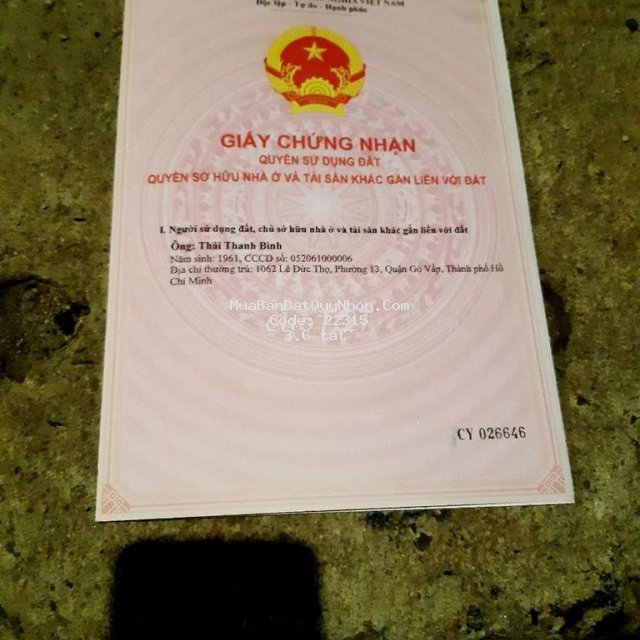 VIỆT NAM
Độc lập - Tự do - Hạnh phúc
GIẤY CHỨNG NHẬN
QUYỀN SỬ DỤNG ĐẤT
QUYỀN SỞ HỮU NHÀ Ở VÀ TÀI SẢN KHÁC GẮN LIỀN VỚI ĐẤT
I. Người sử dụng đất, chủ sở hữu nhà ở và tài sản khác gắn liền với đất
Ông: Thái Thanh Bình
Năm sinh: 1961, CCCD số: 052061000006
Địa chỉ thường trú: 1062 Lê Đức Thọ, Phường 13, Quận Gò Vấp, Thành phố Hồ
Chí Minh
MuaBanDatQuyNhon.Com
Code: 22315
3.6 tất
CY 026646